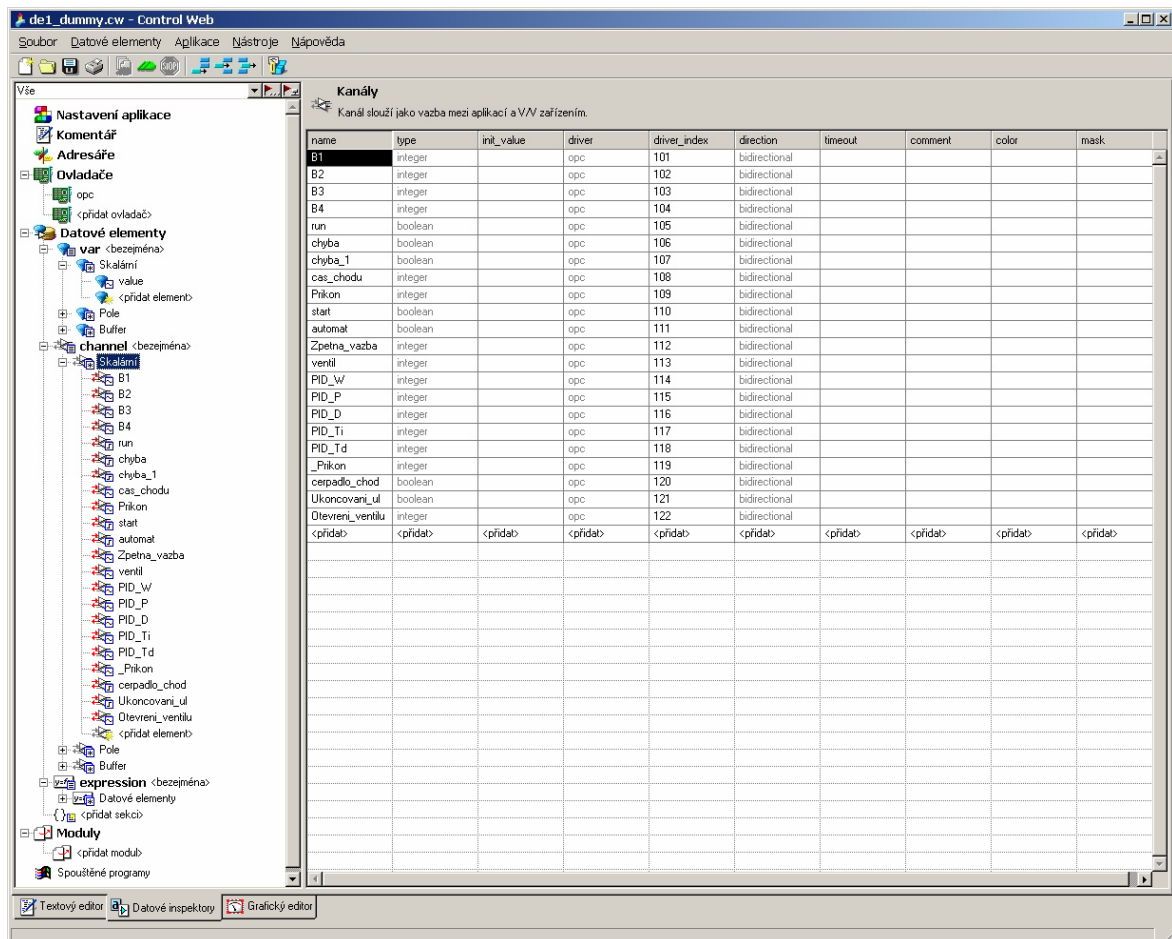 de1_dummy.cw - Control Web
Soubor Datové elementy Aplikace Nástroje Nápověda
STOP
Vše
Nastavení aplikace
Komentář
Adresáře
Ovladače
opc
<přidat ovladač>
Datové elementy
var <bezejména>
Skalární
value
<přidat element>
Pole
Buffer
channel <bezejména>
Skalární
B1
B2
B3
B4
run
chyba
chyba_1
cas_chodu
Prikon
start
automat
Zpetna_vazba
ventil
PID_W
PID_P
PID_D
PID_Ti
PID_Td
_Prikon
cerpadlo_chod
Ukoncovani_ul
Otevreni_ventilu
<přidat element>
Pole
Buffer
expression <bezejména>
Datové elementy
<přidat sekci>
Moduly
<přidat modul>
Spouštěné programy
Kanály
Kanál slouží jako vazba mezi aplikací a V/V zařízením.
name type init_value driver driver_index direction timeout comment color mask
B1 integer opc 101 bidirectional
B2 integer opc 102 bidirectional
B3 integer opc 103 bidirectional
B4 integer opc 104 bidirectional
run boolean opc 105 bidirectional
chyba boolean opc 106 bidirectional
chyba_1 boolean opc 107 bidirectional
cas_chodu integer opc 108 bidirectional
Prikon integer opc 109 bidirectional
start boolean opc 110 bidirectional
automat boolean opc 111 bidirectional
Zpetna_vazba integer opc 112 bidirectional
ventil integer opc 113 bidirectional
PID_W integer opc 114 bidirectional
PID_P integer opc 115 bidirectional
PID_D integer opc 116 bidirectional
PID_Ti integer opc 117 bidirectional
PID_Td integer opc 118 bidirectional
_Prikon integer opc 119 bidirectional
cerpadlo_chod boolean opc 120 bidirectional
Ukoncovani_ul boolean opc 121 bidirectional
Otevreni_ventilu integer opc 122 bidirectional
<přidat> <přidat> <přidat> <přidat> <přidat> <přidat> <přidat> <přidat> <přidat> <přidat>
Textový editor Datové inspektory Grafický editor